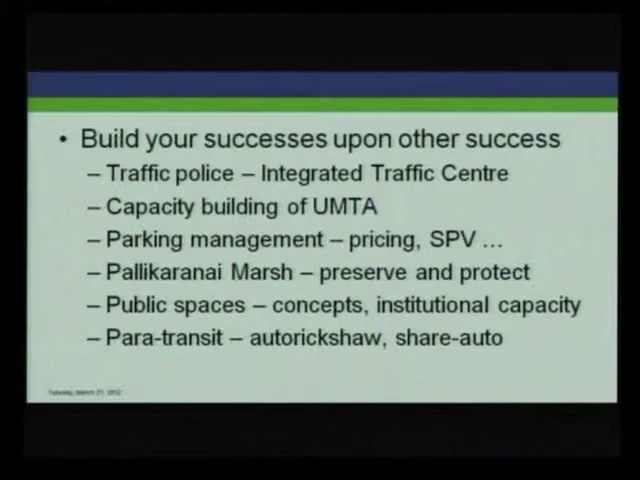 • Build your successes upon other success
– Traffic police – Integrated Traffic Centre
– Capacity building of UMTA
– Parking management – pricing, SPV ...
– Pallikaranai Marsh – preserve and protect
– Public spaces – concepts, institutional capacity
– Para-transit – autorickshaw, share-auto